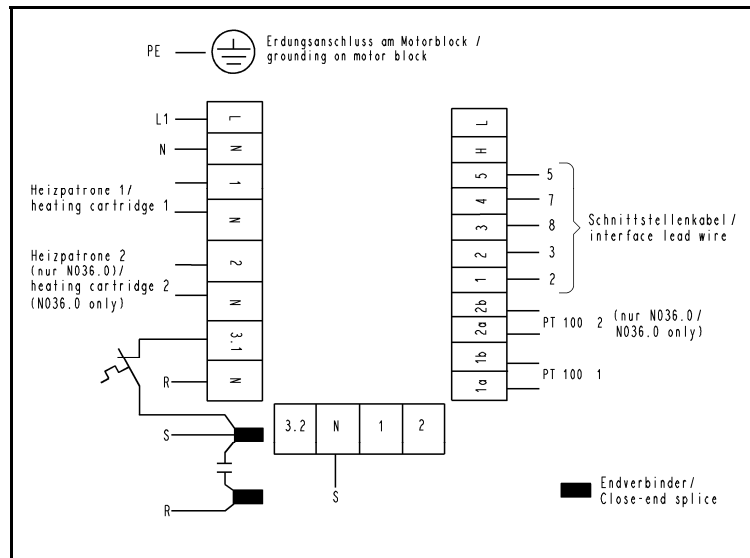 PE
Erdungsanschluss am Motorblock /
grounding on motor block
L1
L
N
N
Heizpatrone 1/
heating cartridge 1
1
N
Heizpatrone 2
(nur N036.0)/
heating cartridge 2
(N036.0 only)
2
N
3.1
R
N
S
R
3.2
N
1
2
S
L
H
5
5
4
7
3
8
2
3
1
2
Schnittstellenkabel/
interface lead wire
2b
2a
PT 100 2 (nur N036.0/
N036.0 only)
1b
1a
PT 100 1
Endverbinder/
Close-end splice